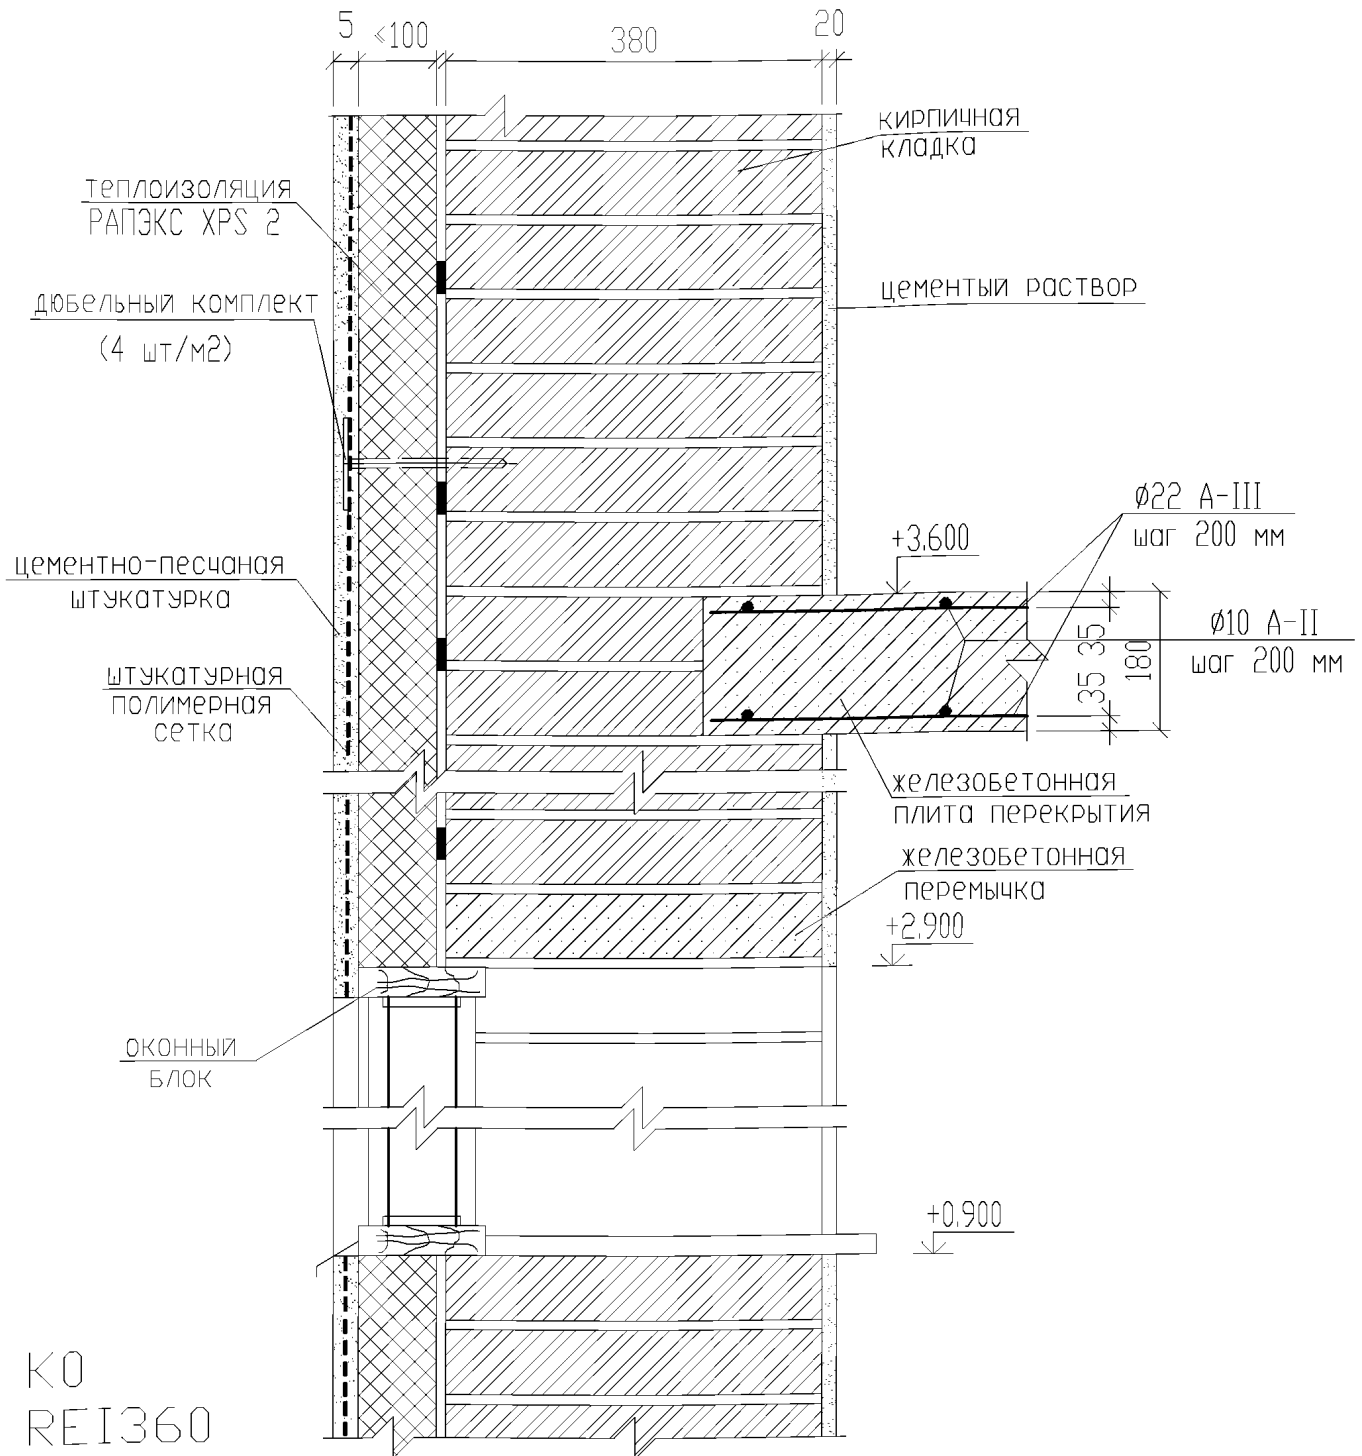 5
≤100
380
20
кирпичная
кладка
теплоизоляция
РАПЭКС XPS 2
цементый раствор
дюбельный комплект
(4 шт/м2)
Ø22 A-III
шаг 200 мм
+3,600
цементно-песчаная
штукатурка
Ø10 A-II
шаг 200 мм
35 35
180
штукатурная
полимерная
сетка
железобетонная
плита перекрытия
железобетонная
перемычка
+2,900
оконный
блок
+0,900
К0
REI360